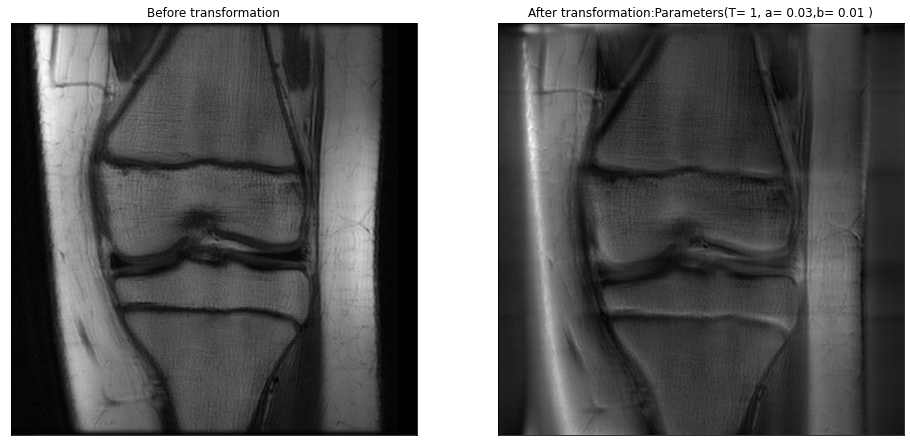 Before transformation
After transformation:Parameters(T= 1, a= 0.03,b= 0.01 )